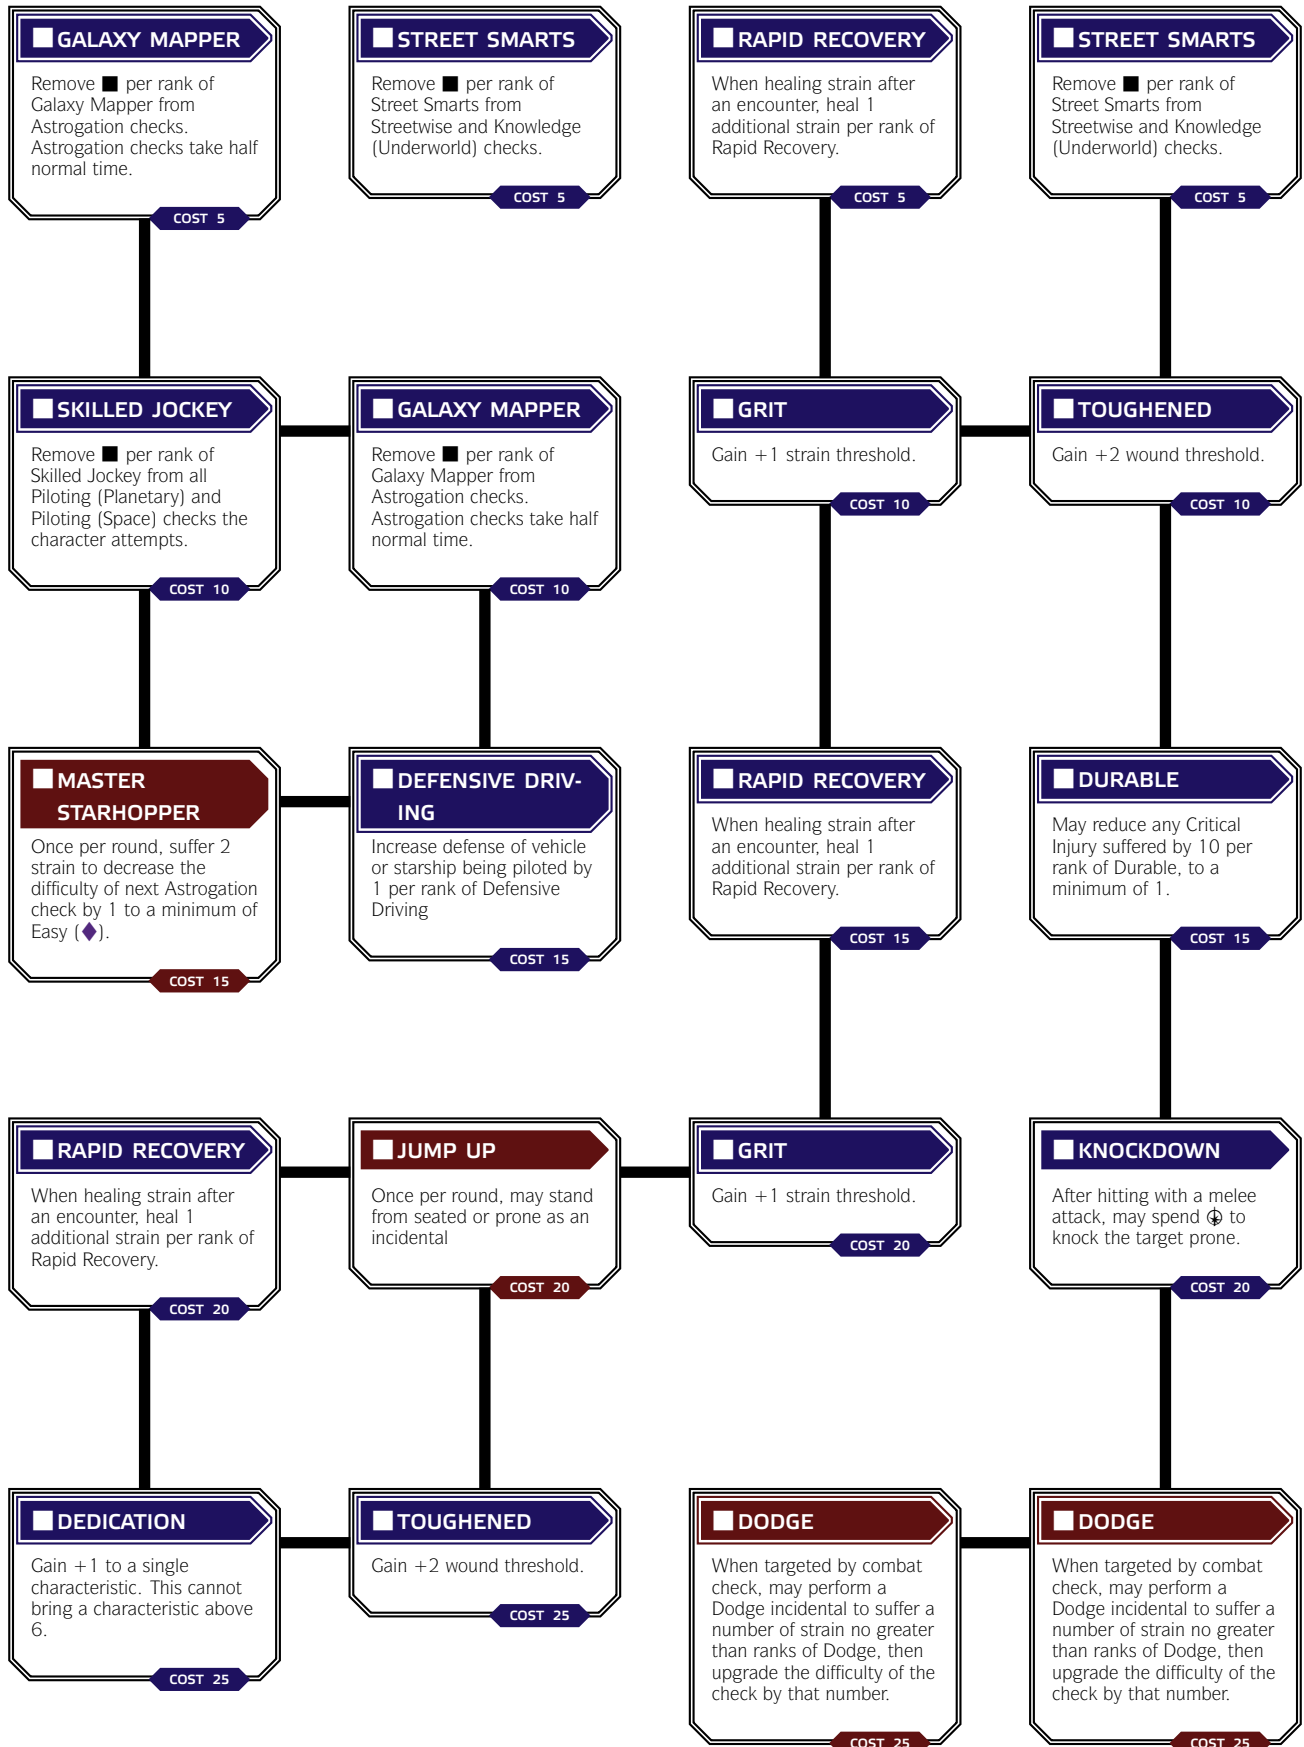 GALAXY MAPPER
Remove ■ per rank of
Galaxy Mapper from
Astrogation checks.
Astrogation checks take half
normal time.
COST 5
STREET SMARTS
Remove ■ per rank of
Street Smarts from
Streetwise and Knowledge
(Underworld) checks.
COST 5
RAPID RECOVERY
When healing strain after
an encounter, heal 1
additional strain per rank of
Rapid Recovery.
COST 5
STREET SMARTS
Remove ■ per rank of
Street Smarts from
Streetwise and Knowledge
(Underworld) checks.
COST 5
SKILLED JOCKEY
Remove ■ per rank of
Skilled Jockey from all
Piloting (Planetary) and
Piloting (Space) checks the
character attempts.
COST 10
GALAXY MAPPER
Remove ■ per rank of
Galaxy Mapper from
Astrogation checks.
Astrogation checks take half
normal time.
COST 10
GRIT
Gain +1 strain threshold.
COST 10
TOUGHENED
Gain +2 wound threshold.
COST 10
MASTER
STARHOPPER
Once per round, suffer 2
strain to decrease the
difficulty of next Astrogation
check by 1 to a minimum of
Easy (♦).
COST 15
DEFENSIVE DRIV-
ING
Increase defense of vehicle
or starship being piloted by
1 per rank of Defensive
Driving
COST 15
RAPID RECOVERY
When healing strain after
an encounter, heal 1
additional strain per rank of
Rapid Recovery.
COST 15
DURABLE
May reduce any Critical
Injury suffered by 10 per
rank of Durable, to a
minimum of 1.
COST 15
RAPID RECOVERY
When healing strain after
an encounter, heal 1
additional strain per rank of
Rapid Recovery.
COST 20
JUMP UP
Once per round, may stand
from seated or prone as an
incidental
COST 20
GRIT
Gain +1 strain threshold.
COST 20
KNOCKDOWN
After hitting with a melee
attack, may spend to
knock the target prone.
COST 20
DEDICATION
Gain +1 to a single
characteristic. This cannot
bring a characteristic above
6.
COST 25
TOUGHENED
Gain +2 wound threshold.
COST 25
DODGE
When targeted by combat
check, may perform a
Dodge incidental to suffer a
number of strain no greater
than ranks of Dodge, then
upgrade the difficulty of the
check by that number.
COST 25
DODGE
When targeted by combat
check, may perform a
Dodge incidental to suffer a
number of strain no greater
than ranks of Dodge, then
upgrade the difficulty of the
check by that number.
COST 25